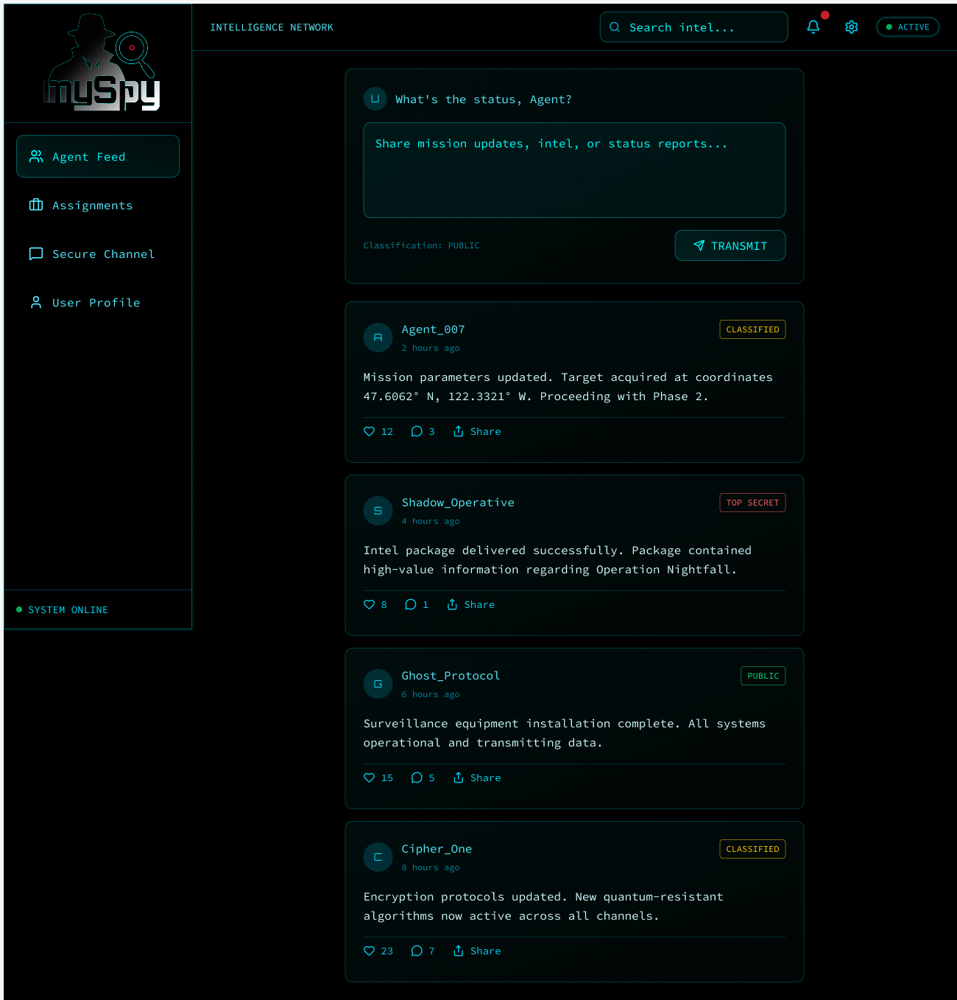 mySpy
Agent Feed
Assignments
Secure Channel
User Profile
SYSTEM ONLINE
INTELLIGENCE NETWORK
Search intel...
ACTIVE
U
What's the status, Agent?
Share mission updates, intel, or status reports...
Classification: PUBLIC
TRANSMIT
A
Agent_007
2 hours ago
CLASSIFIED
Mission parameters updated. Target acquired at coordinates
47.6062° N, 122.3321° W. Proceeding with Phase 2.
12
3
Share
S
Shadow_Operative
4 hours ago
TOP SECRET
Intel package delivered successfully. Package contained
high-value information regarding Operation Nightfall.
8
1
Share
G
Ghost_Protocol
6 hours ago
PUBLIC
Surveillance equipment installation complete. All systems
operational and transmitting data.
15
5
Share
C
Cipher_One
8 hours ago
CLASSIFIED
Encryption protocols updated. New quantum-resistant
algorithms now active across all channels.
23
7
Share